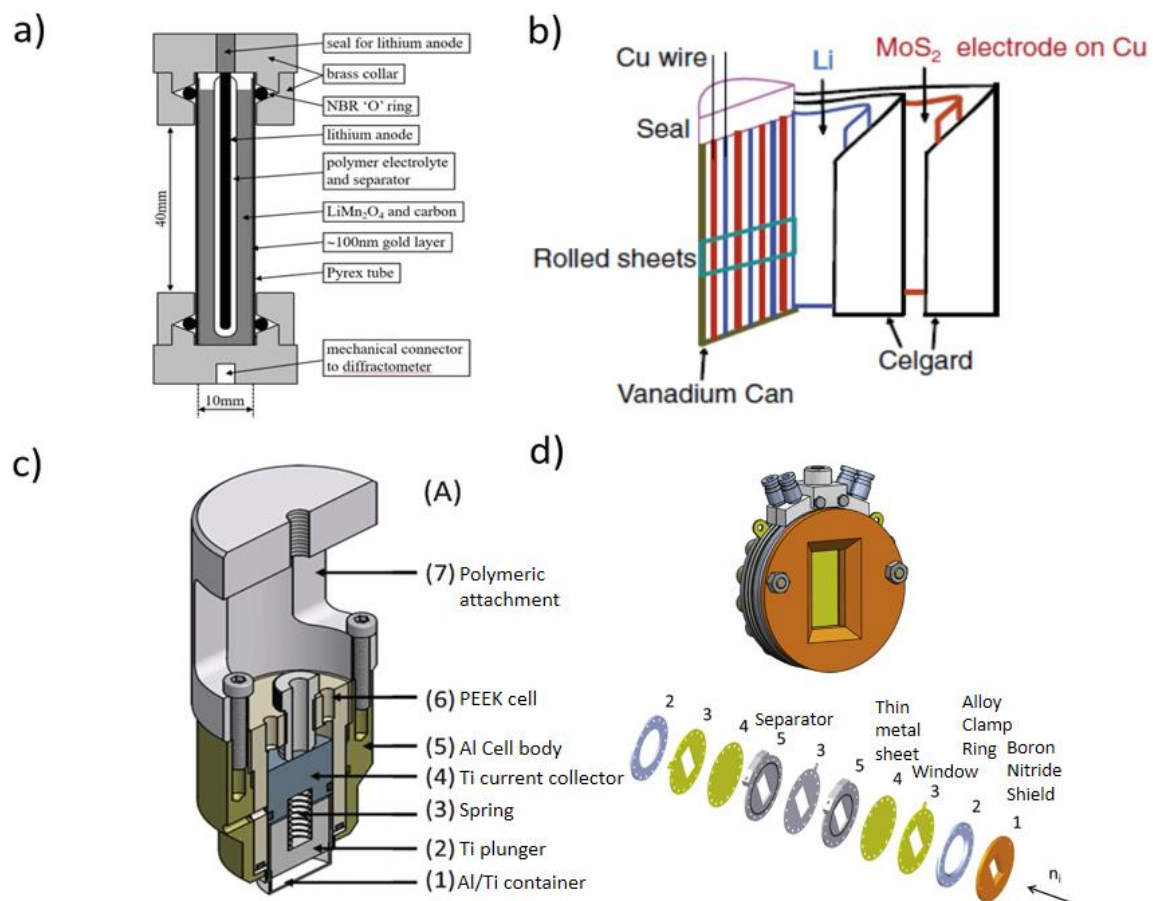 a)
seal for lithium anode
brass collar
NBR ‘O’ ring
lithium anode
polymer electrolyte
and separator
LiMn₂O₄ and carbon
~100nm gold layer
Pyrex tube
mechanical connector
to diffractometer
40mm
10mm
b)
Cu wire
Li
MoS₂ electrode on Cu
Seal
Rolled sheets
Celgard
Vanadium Can
c)
(A)
(7) Polymeric
attachment
(6) PEEK cell
(5) Al Cell body
(4) Ti current collector
(3) Spring
(2) Ti plunger
(1) Al/Ti container
d)
2
3
4
Separator
5
3
5
Thin
metal
sheet
4
Window
3
Alloy
Clamp
Ring
2
Boron
Nitride
Shield
1
nᵢ